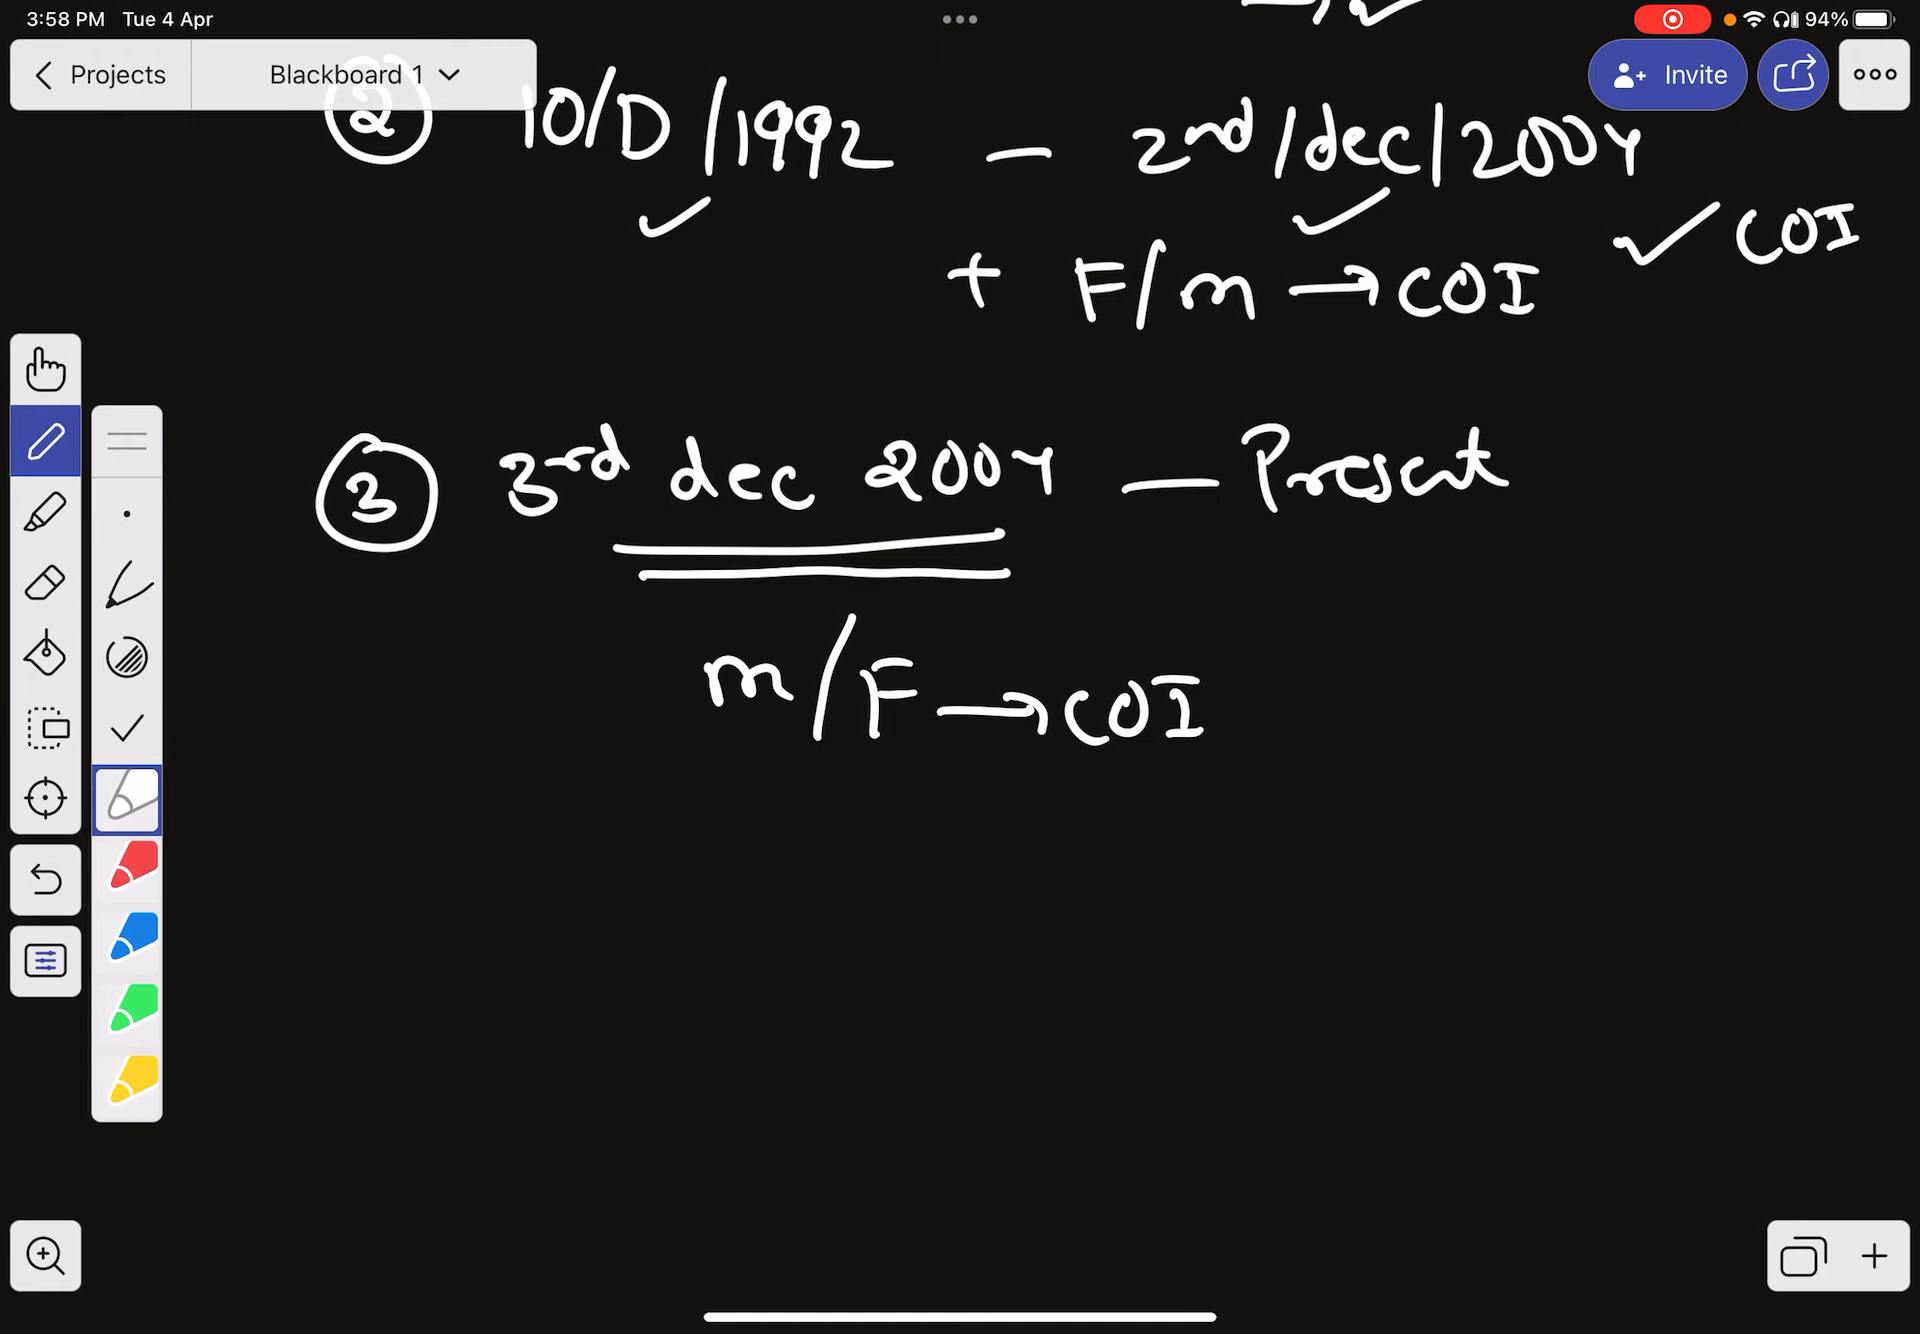 3:58 PM Tue 4 Apr
94%
Projects
Blackboard 1
Invite
2 10/D/1992 — 2nd/dec/2004
✓ ✓ ✓ COI
+ F/m → COI
3 3rd dec 2004 — Present
m/F → COI